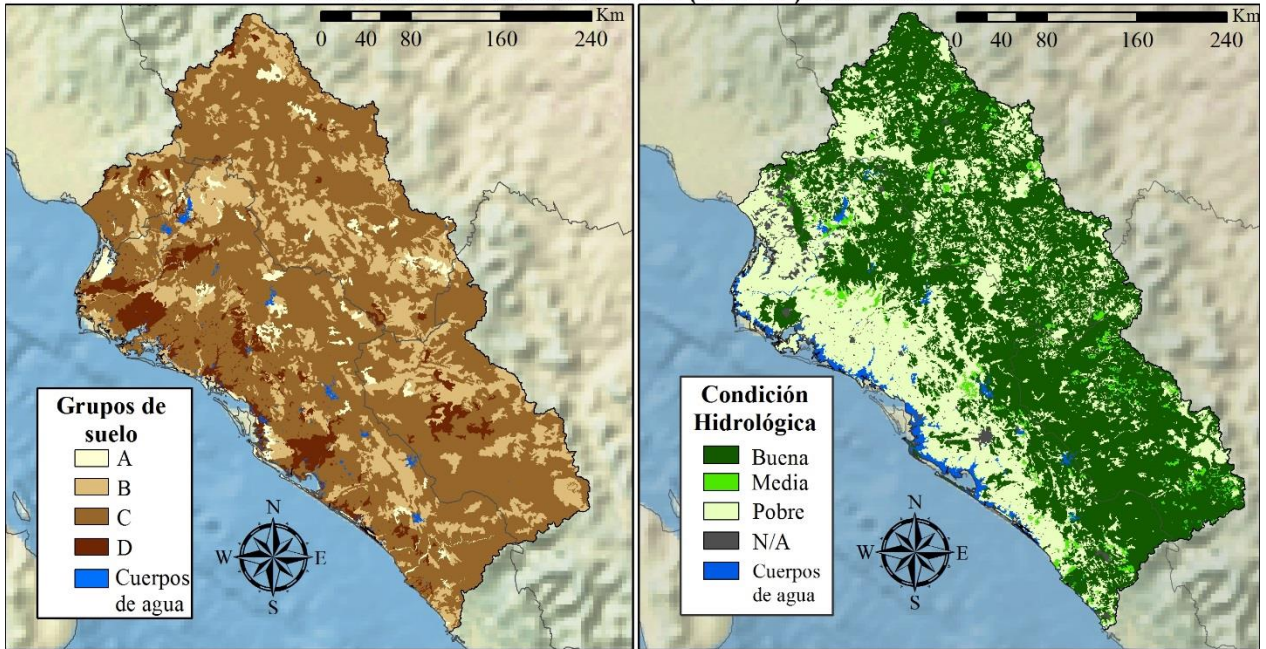 Km
0 40 80 160 240
Grupos de
suelo
A
B
C
D
Cuerpos
de agua
N
W E
S
Km
0 40 80 160 240
Condición
Hidrológica
Buena
Media
Pobre
N/A
Cuerpos
de agua
N
W E
S